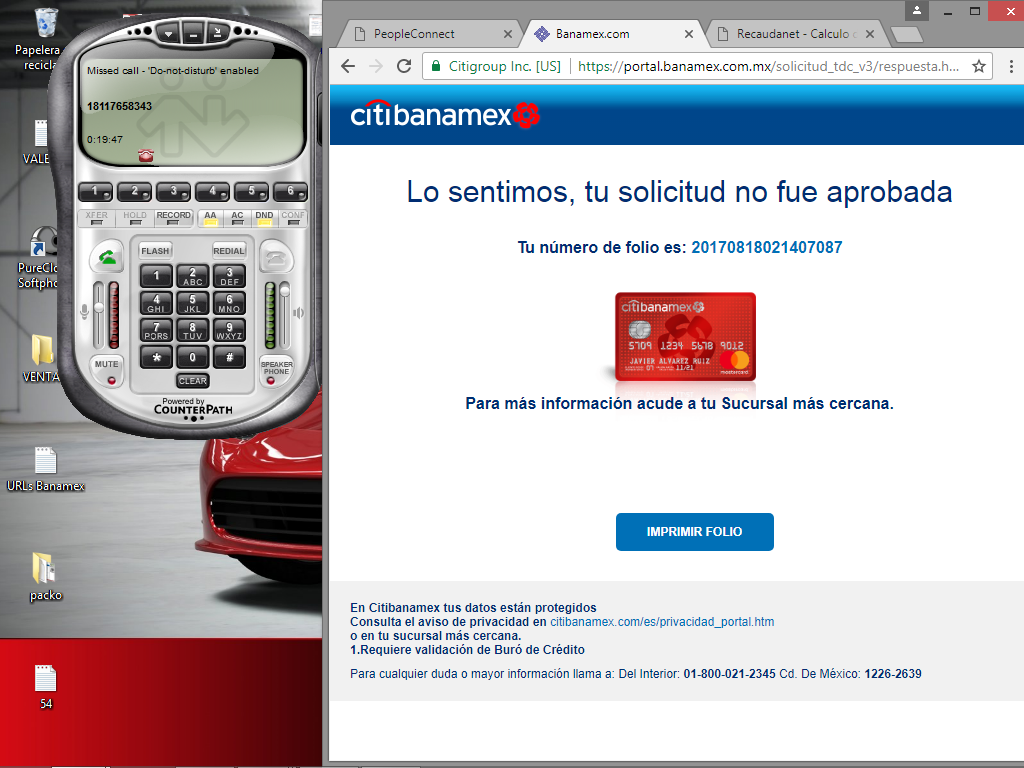 Papelera
recicla
VALE
PureClo
Softpho
VENTA
URLs Banamex
packo
54
Missed call - 'Do-not-disturb' enabled
18117658343
0:19:47
1 2 3 4 5 6
XFER HOLD RECORD AA AC DND CONF
FLASH REDIAL
1 2 ABC 3 DEF
4 GHI 5 JKL 6 MNO
7 PQRS 8 TUV 9 WXYZ
* 0 #
MUTE
SPEAKER
PHONE
CLEAR
Powered by
COUNTERPATH
PeopleConnect
Banamex.com
Recaudanet - Calculo
Citigroup Inc. [US] | https://portal.banamex.com.mx/solicitud_tdc_v3/respuesta.h...
citibanamex
Lo sentimos, tu solicitud no fue aprobada
Tu número de folio es: 20170818021407087
citibanamex
5709 1234 5678 9012
JAVIER ALVAREZ RUIZ
07 11/21
mastercard
Para más información acude a tu Sucursal más cercana.
IMPRIMIR FOLIO
En Citibanamex tus datos están protegidos
Consulta el aviso de privacidad en citibanamex.com/es/privacidad_portal.htm
o en tu sucursal más cercana.
1.Requiere validación de Buró de Crédito
Para cualquier duda o mayor información llama a: Del Interior: 01-800-021-2345 Cd. De México: 1226-2639